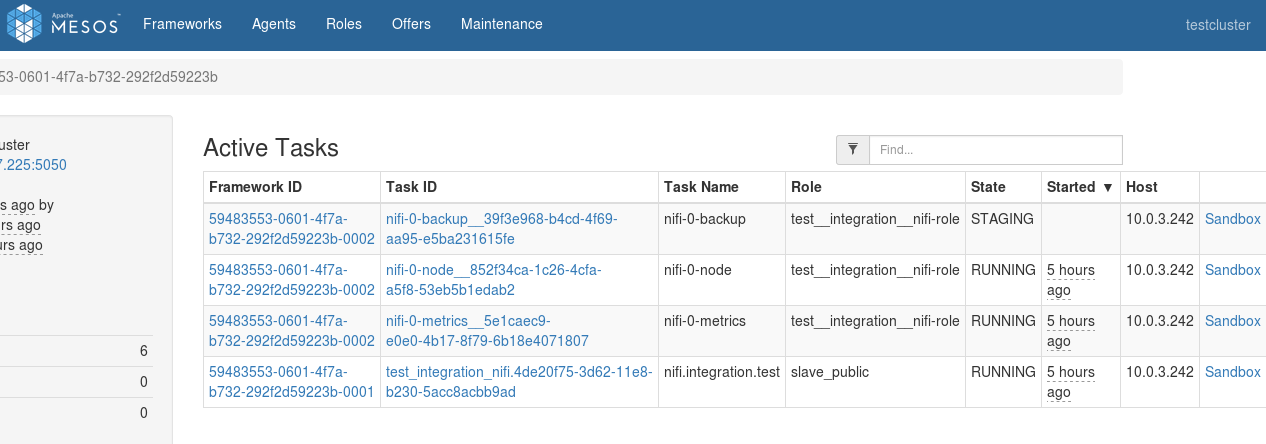 Apache
MESOS Frameworks Agents Roles Offers Maintenance testcluster
53-0601-4f7a-b732-292f2d59223b
uster
7.225:5050
s ago by
rs ago
urs ago
6
0
0
Active Tasks
Find...
Framework ID Task ID Task Name Role State Started ▼ Host
59483553-0601-4f7a- nifi-0-backup__39f3e968-b4cd-4f69- nifi-0-backup test__integration__nifi-role STAGING 10.0.3.242 Sandbox
b732-292f2d59223b-0002 aa95-e5ba231615fe
59483553-0601-4f7a- nifi-0-node__852f34ca-1c26-4cfa- nifi-0-node test__integration__nifi-role RUNNING 5 hours 10.0.3.242 Sandbox
b732-292f2d59223b-0002 a5f8-53eb5b1edab2 ago
59483553-0601-4f7a- nifi-0-metrics__5e1caec9- nifi-0-metrics test__integration__nifi-role RUNNING 5 hours 10.0.3.242 Sandbox
b732-292f2d59223b-0002 e0e0-4b17-8f79-6b18e4071807 ago
59483553-0601-4f7a- test_integration_nifi.4de20f75-3d62-11e8- nifi.integration.test slave_public RUNNING 5 hours 10.0.3.242 Sandbox
b732-292f2d59223b-0001 b230-5acc8acbb9ad ago